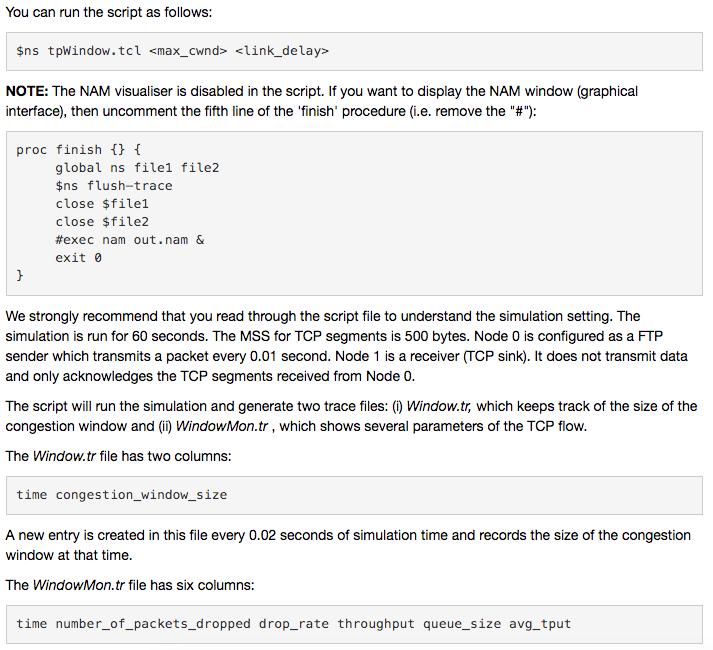 You can run the script as follows:
$ns tpWindow.tcl <max_cwnd> <link_delay>
NOTE: The NAM visualiser is disabled in the script. If you want to display the NAM window (graphical
interface), then uncomment the fifth line of the 'finish' procedure (i.e. remove the "#"):
proc finish {} {
global ns file1 file2
$ns flush-trace
close $file1
close $file2
#exec nam out.nam &
exit 0
}
We strongly recommend that you read through the script file to understand the simulation setting. The
simulation is run for 60 seconds. The MSS for TCP segments is 500 bytes. Node 0 is configured as a FTP
sender which transmits a packet every 0.01 second. Node 1 is a receiver (TCP sink). It does not transmit data
and only acknowledges the TCP segments received from Node 0.
The script will run the simulation and generate two trace files: (i) Window.tr, which keeps track of the size of the
congestion window and (ii) WindowMon.tr , which shows several parameters of the TCP flow.
The Window.tr file has two columns:
time congestion_window_size
A new entry is created in this file every 0.02 seconds of simulation time and records the size of the congestion
window at that time.
The WindowMon.tr file has six columns:
time number_of_packets_dropped drop_rate throughput queue_size avg_tput